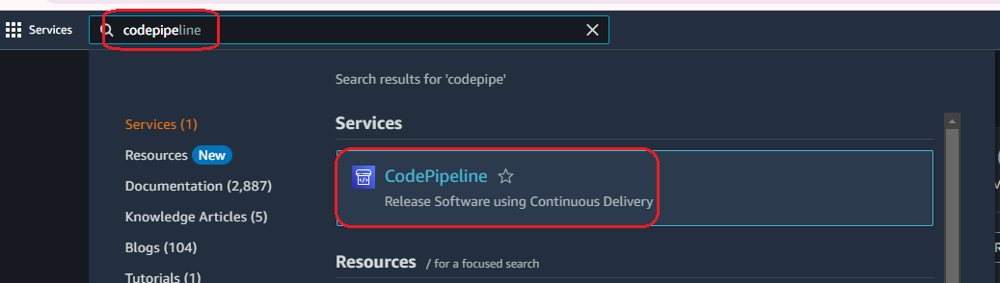 Services
codepipeline
Search results for 'codepipe'
Services (1)
Resources New
Documentation (2,887)
Knowledge Articles (5)
Blogs (104)
Tutorials (1)
Services
CodePipeline
Release Software using Continuous Delivery
Resources / for a focused search